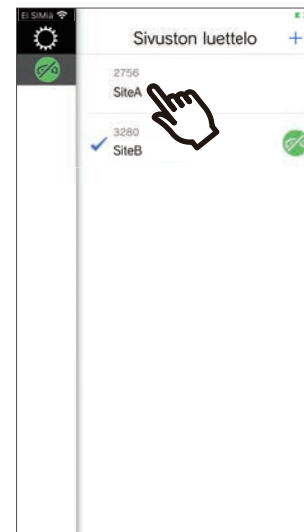 Ei SIMiä
Sivuston luettelo +
2756
SiteA
3280
SiteB